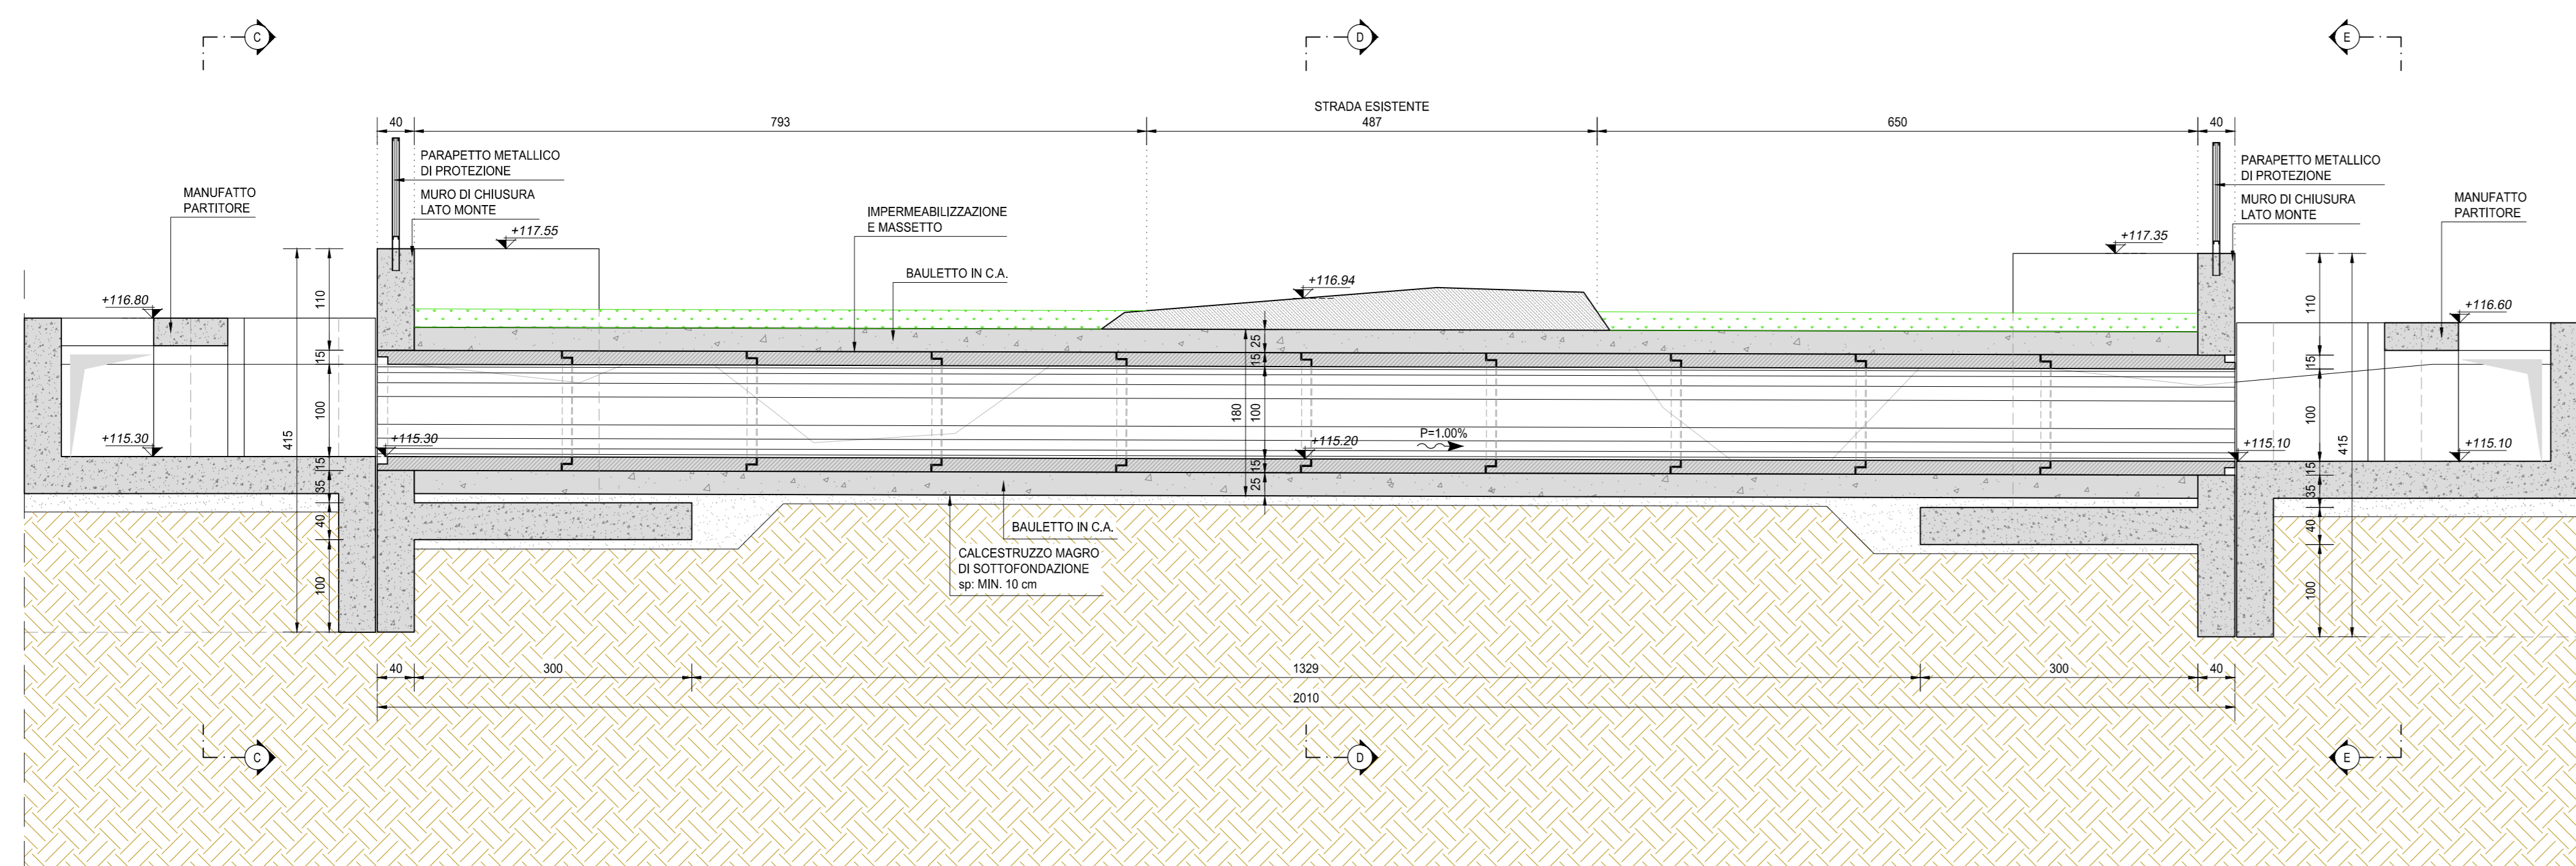 C
D
E
STRADA ESISTENTE
40
793
487
650
40
PARAPETTO METALLICO
DI PROTEZIONE
MURO DI CHIUSURA
LATO MONTE
MANUFATTO
PARTITORE
IMPERMEABILIZZAZIONE
E MASSETTO
BAULETTO IN C.A.
PARAPETTO METALLICO
DI PROTEZIONE
MURO DI CHIUSURA
LATO MONTE
MANUFATTO
PARTITORE
+117.55
+117.35
+116.94
+116.80
+116.60
110
15
100
15
35
40
100
415
25
15
100
180
15
25
110
15
100
15
35
40
100
415
+115.30
+115.30
+115.20
P=1.00%
+115.10
+115.10
BAULETTO IN C.A.
CALCESTRUZZO MAGRO
DI SOTTOFONDAZIONE
sp: MIN. 10 cm
40
300
1329
300
40
2010
C
D
E